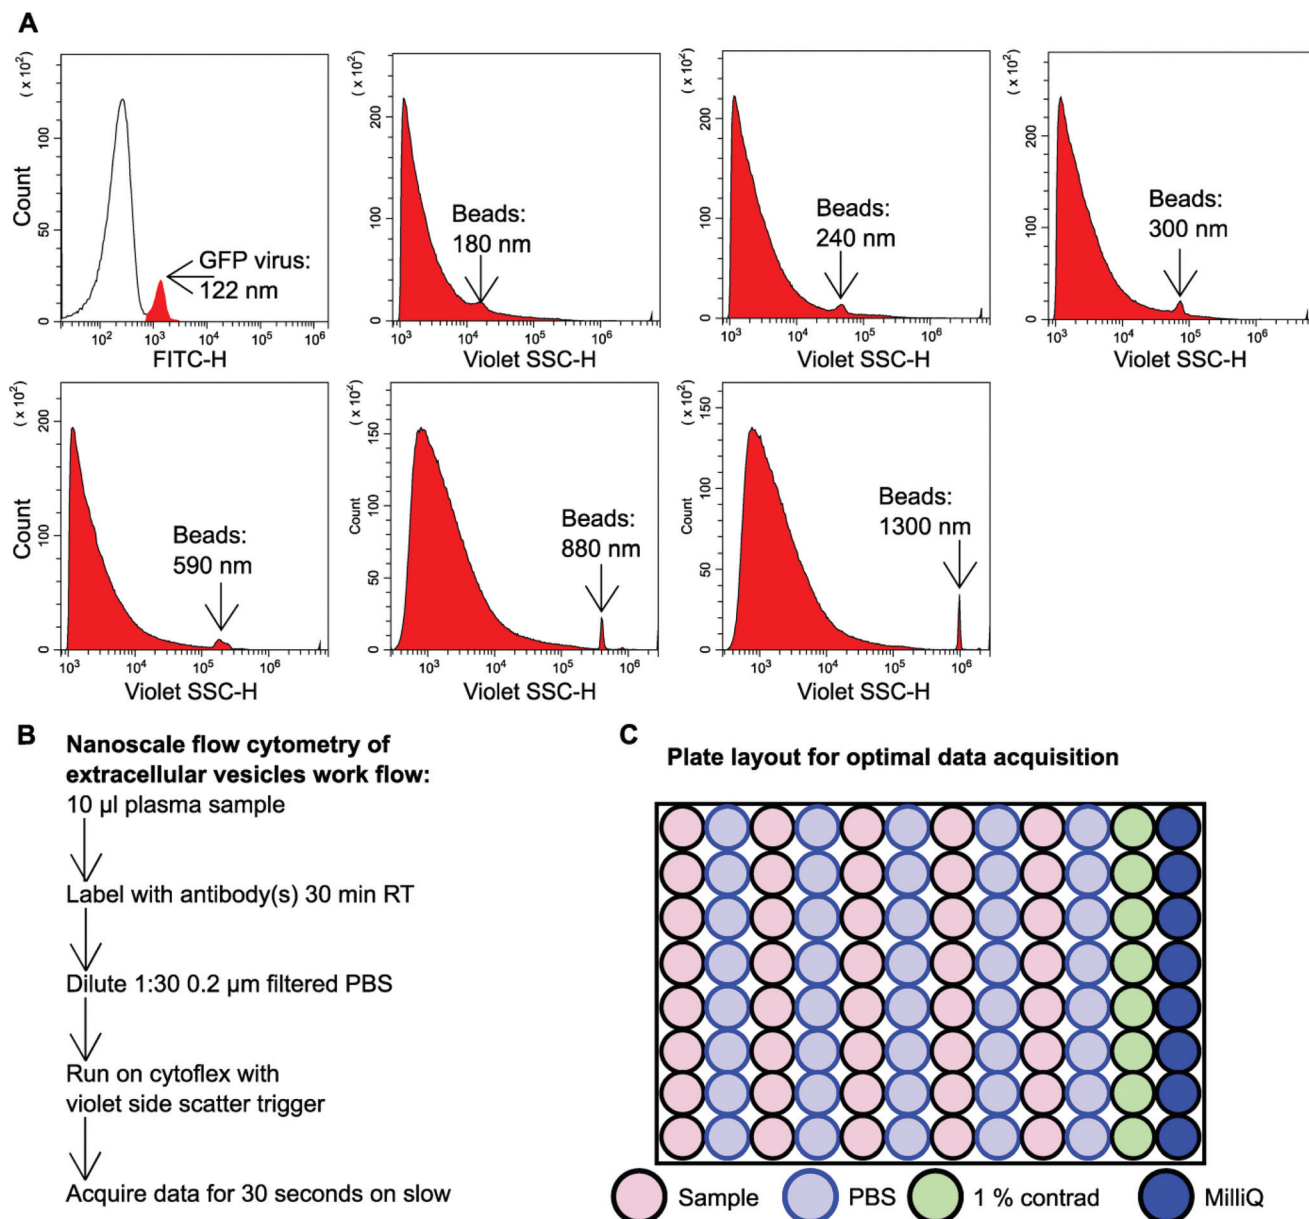 A
( x 10²)
Count
0
50
100
GFP virus:
122 nm
10² 10³ 10⁴ 10⁵ 10⁶
FITC-H
( x 10²)
0
100
200
Beads:
180 nm
10³ 10⁴ 10⁵ 10⁶
Violet SSC-H
( x 10²)
0
100
200
Beads:
240 nm
10³ 10⁴ 10⁵ 10⁶
Violet SSC-H
( x 10²)
0
100
200
Beads:
300 nm
10³ 10⁴ 10⁵ 10⁶
Violet SSC-H
( x 10²)
Count
0
100
200
Beads:
590 nm
10³ 10⁴ 10⁵ 10⁶
Violet SSC-H
( x 10²)
Count
0
50
100
150
Beads:
880 nm
10³ 10⁴ 10⁵ 10⁶
Violet SSC-H
( x 10²)
Count
0
50
100
150
Beads:
1300 nm
10³ 10⁴ 10⁵ 10⁶
Violet SSC-H
B
Nanoscale flow cytometry of
extracellular vesicles work flow:
10 µl plasma sample
Label with antibody(s) 30 min RT
Dilute 1:30 0.2 µm filtered PBS
Run on cytoflex with
violet side scatter trigger
Acquire data for 30 seconds on slow
C
Plate layout for optimal data acquisition
Sample
PBS
1 % contrad
MilliQ